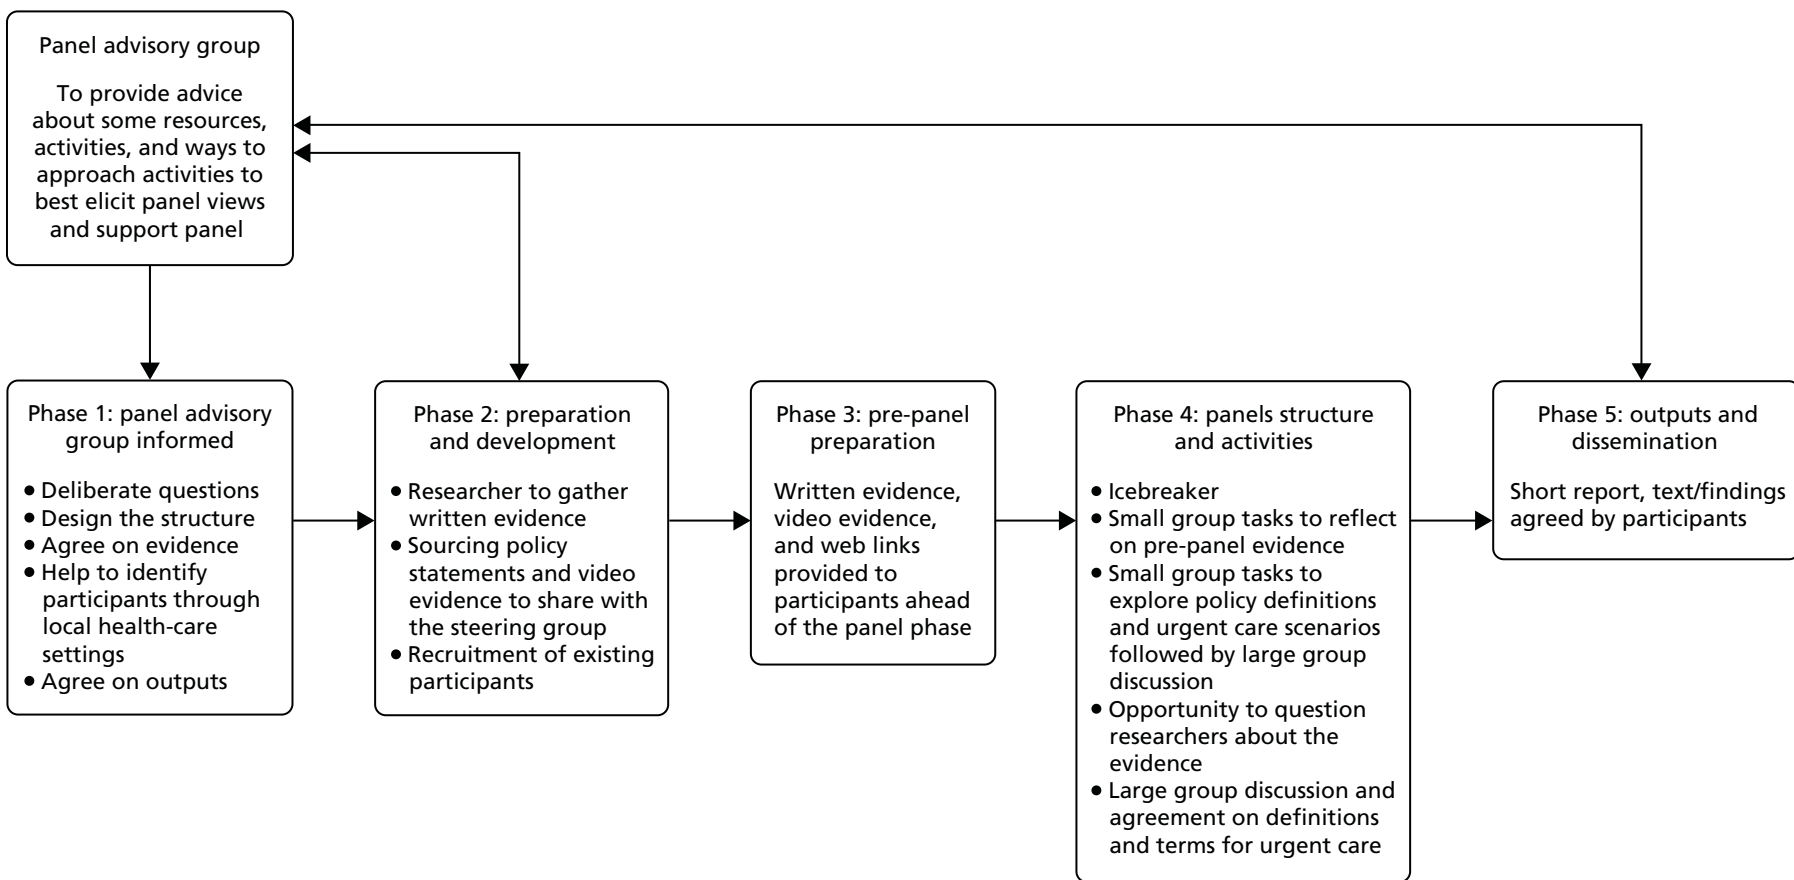 Panel advisory group
To provide advice
about some resources,
activities, and ways to
approach activities to
best elicit panel views
and support panel
Phase 1: panel advisory
group informed
• Deliberate questions
• Design the structure
• Agree on evidence
• Help to identify
participants through
local health-care
settings
• Agree on outputs
Phase 2: preparation
and development
• Researcher to gather
written evidence
• Sourcing policy
statements and video
evidence to share with
the steering group
• Recruitment of existing
participants
Phase 3: pre-panel
preparation
Written evidence,
video evidence,
and web links
provided to
participants ahead
of the panel phase
Phase 4: panels structure
and activities
• Icebreaker
• Small group tasks to reflect
on pre-panel evidence
• Small group tasks to
explore policy definitions
and urgent care scenarios
followed by large group
discussion
• Opportunity to question
researchers about the
evidence
• Large group discussion and
agreement on definitions
and terms for urgent care
Phase 5: outputs and
dissemination
Short report, text/findings
agreed by participants